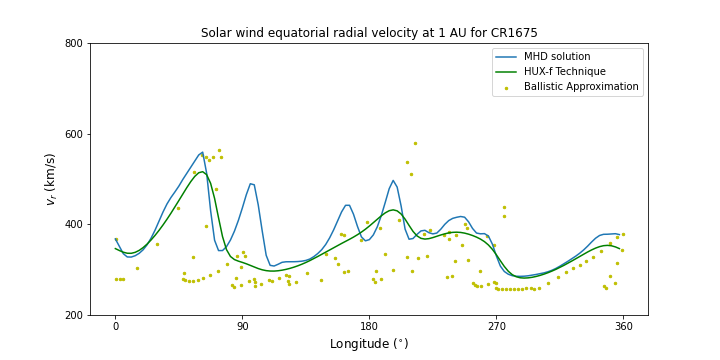 Solar wind equatorial radial velocity at 1 AU for CR1675
800
MHD solution
HUX-f Technique
Ballistic Approximation
600
400
200
v_r (km/s)
0 90 180 270 360
Longitude (°)